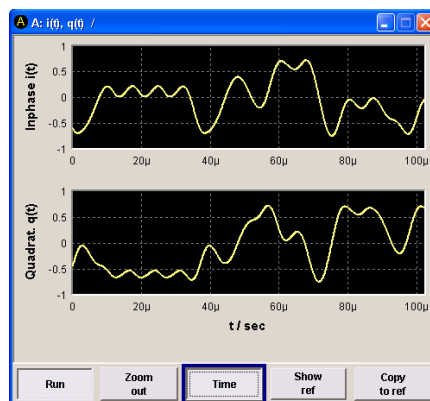 A A: i(t), q(t) /
Inphase i(t)
1
0.5
0
-0.5
-1
0 20µ 40µ 60µ 80µ 100µ
Quadrat. q(t)
1
0.5
0
-0.5
-1
0 20µ 40µ 60µ 80µ 100µ
t / sec
Run
Zoom
out
Time
Show
ref
Copy
to ref